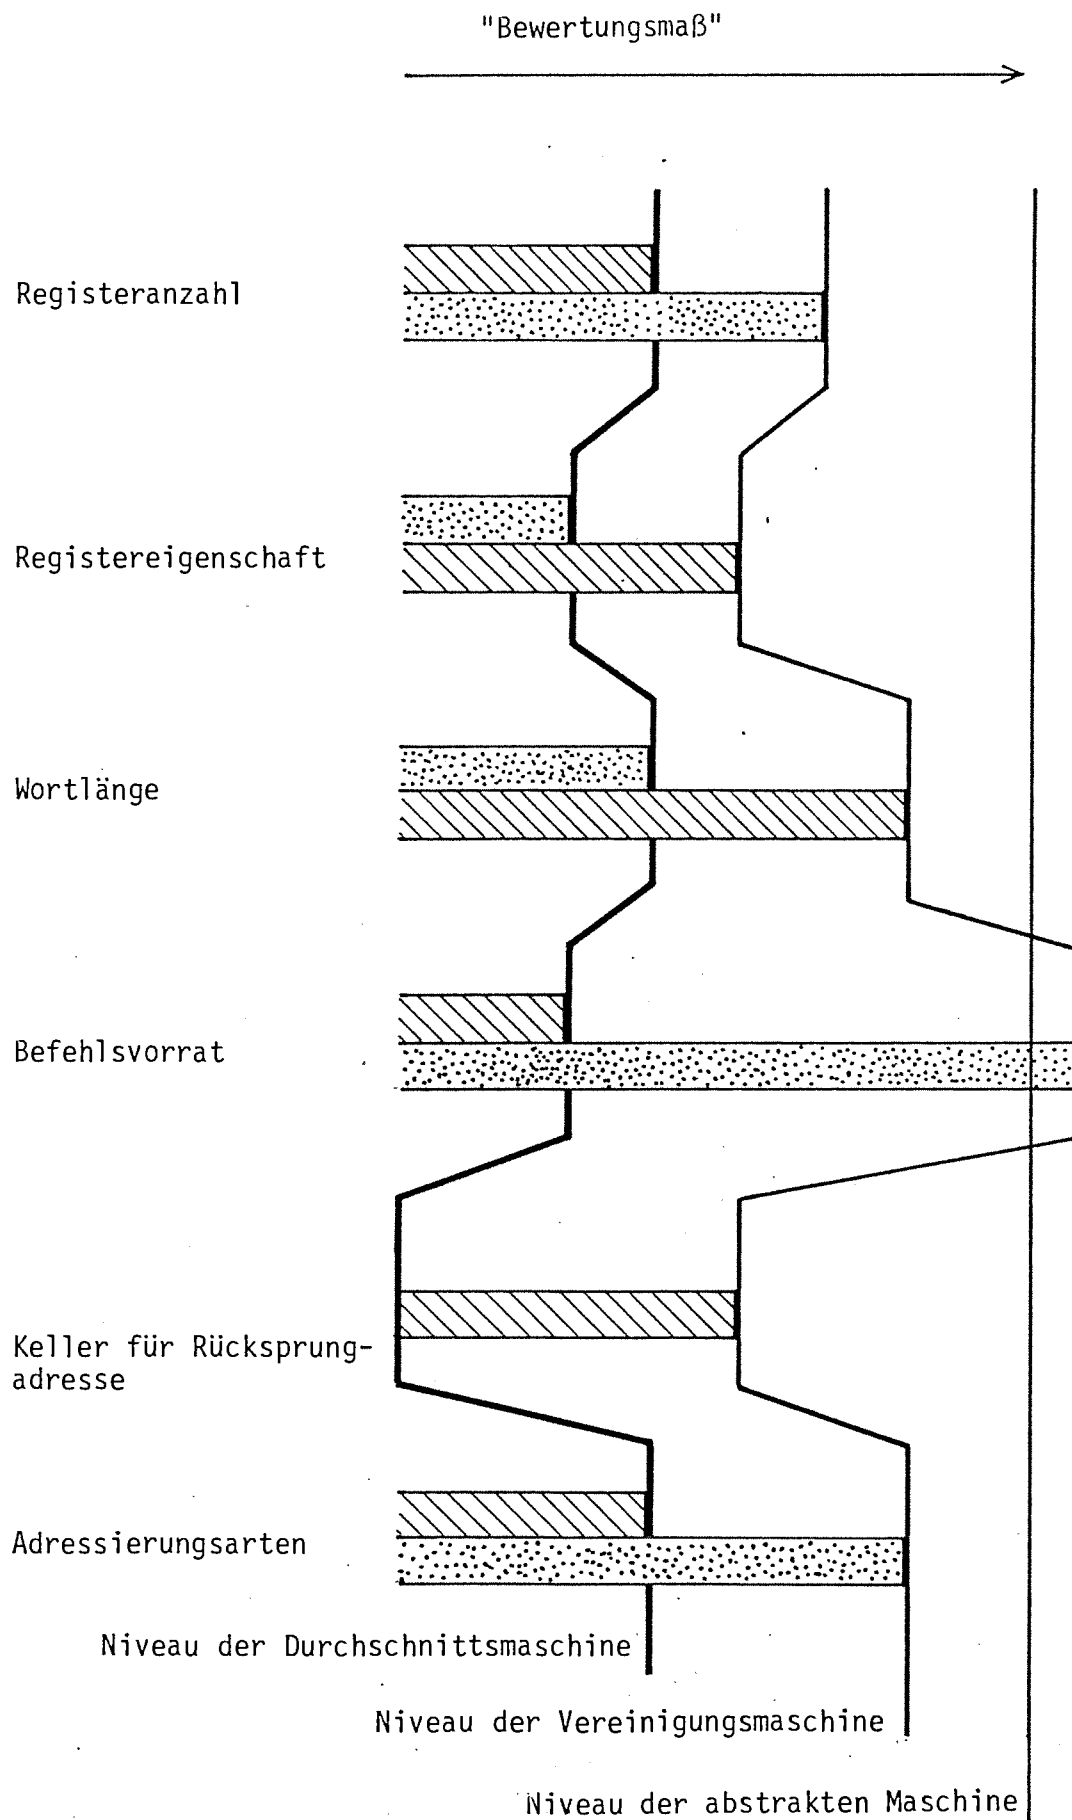 "Bewertungsmaß"
Registeranzahl
Registereigenschaft
Wortlänge
Befehlsvorrat
Keller für Rücksprung-
adresse
Adressierungsarten
Niveau der Durchschnittsmaschine
Niveau der Vereinigungsmaschine
Niveau der abstrakten Maschine